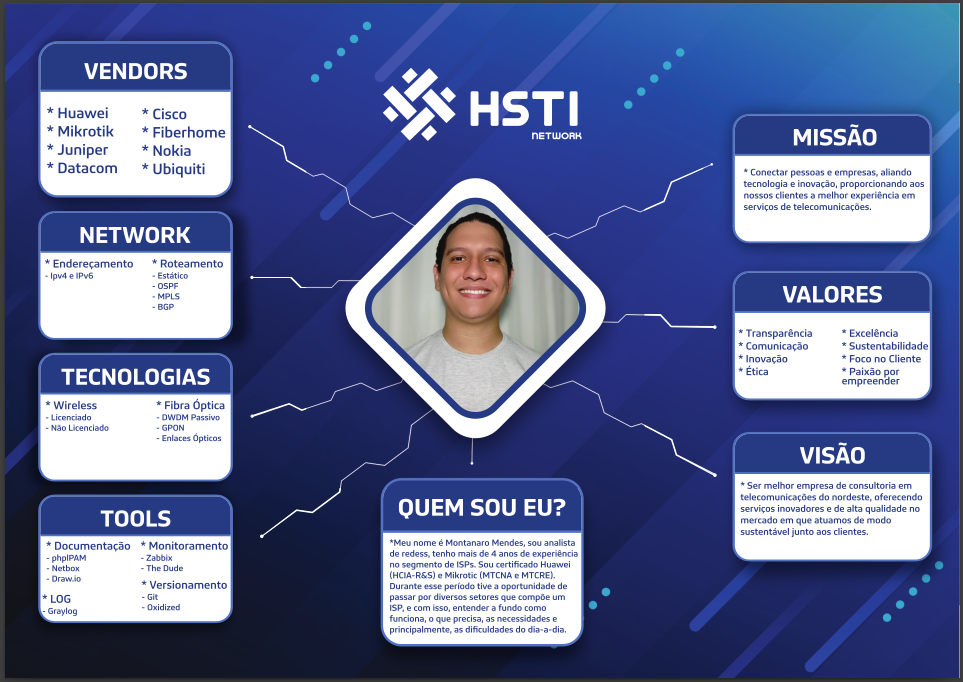 HSTI
NETWORK
VENDORS
* Huawei
* Mikrotik
* Juniper
* Datacom
* Cisco
* Fiberhome
* Nokia
* Ubiquiti
NETWORK
* Endereçamento
- Ipv4 e IPv6
* Roteamento
- Estático
- OSPF
- MPLS
- BGP
TECNOLOGIAS
* Wireless
- Licenciado
- Não Licenciado
* Fibra Óptica
- DWDM Passivo
- GPON
- Enlaces Ópticos
TOOLS
* Documentação
- phpIPAM
- Netbox
- Draw.io
* LOG
- Graylog
* Monitoramento
- Zabbix
- The Dude
* Versionamento
- Git
- Oxidized
QUEM SOU EU?
*Meu nome é Montanaro Mendes, sou analista
de redess, tenho mais de 4 anos de experiência
no segmento de ISPs. Sou certificado Huawei
(HCIA-R&S) e Mikrotic (MTCNA e MTCRE).
Durante esse período tive a oportunidade de
passar por diversos setores que compõe um
ISP, e com isso, entender a fundo como
funciona, o que precisa, as necessidades e
principalmente, as dificuldades do dia-a-dia.
MISSÃO
* Conectar pessoas e empresas, aliando
tecnologia e inovação, proporcionando aos
nossos clientes a melhor experiência em
serviços de telecomunicações.
VALORES
* Transparência
* Comunicação
* Inovação
* Ética
* Excelência
* Sustentabilidade
* Foco no Cliente
* Paixão por
empreender
VISÃO
* Ser melhor empresa de consultoria em
telecomunicações do nordeste, oferecendo
serviços inovadores e de alta qualidade no
mercado em que atuamos de modo
sustentável junto aos clientes.